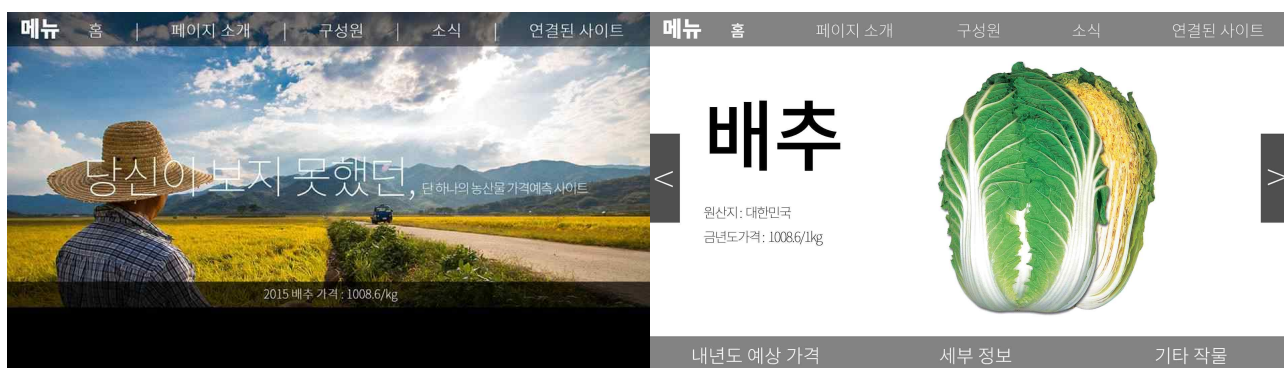 메뉴 홈 | 페이지 소개 | 구성원 | 소식 | 연결된 사이트
당신이 보지 못했던, 단 하나의 농산물 가격예측 사이트
2015 배추 가격 : 1008.6/kg
메뉴 홈 페이지 소개 구성원 소식 연결된 사이트
배추
< >
원산지 : 대한민국
금년도가격 : 1008.6/1kg
내년도 예상 가격 세부 정보 기타 작물